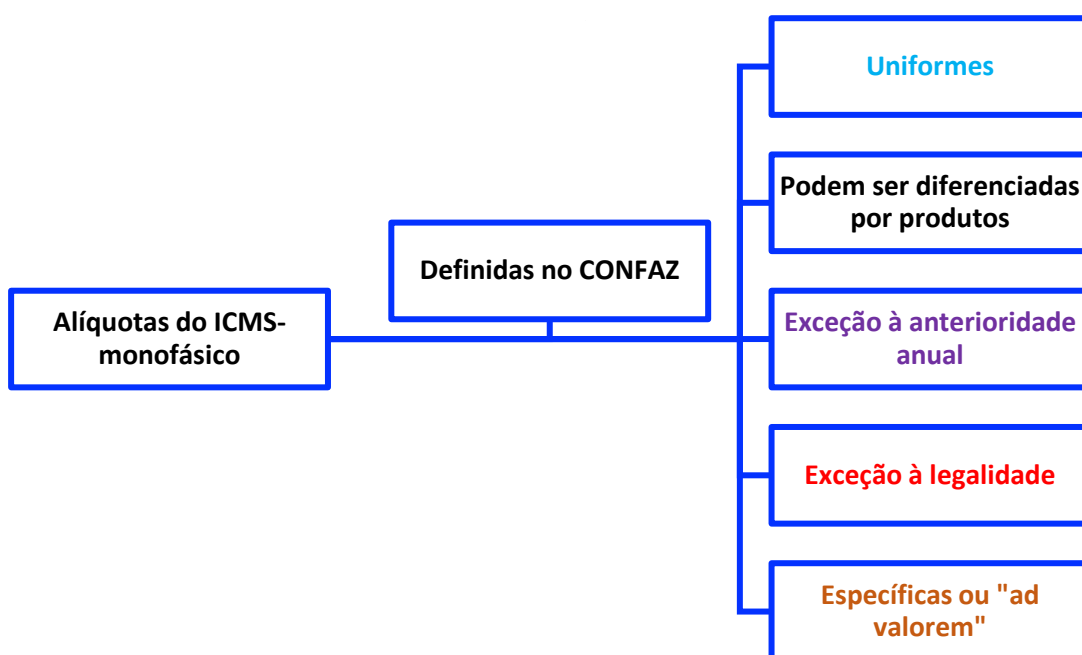 Alíquotas do ICMS-
monofásico
Definidas no CONFAZ
Uniformes
Podem ser diferenciadas
por produtos
Exceção à anterioridade
anual
Exceção à legalidade
Específicas ou "ad
valorem"